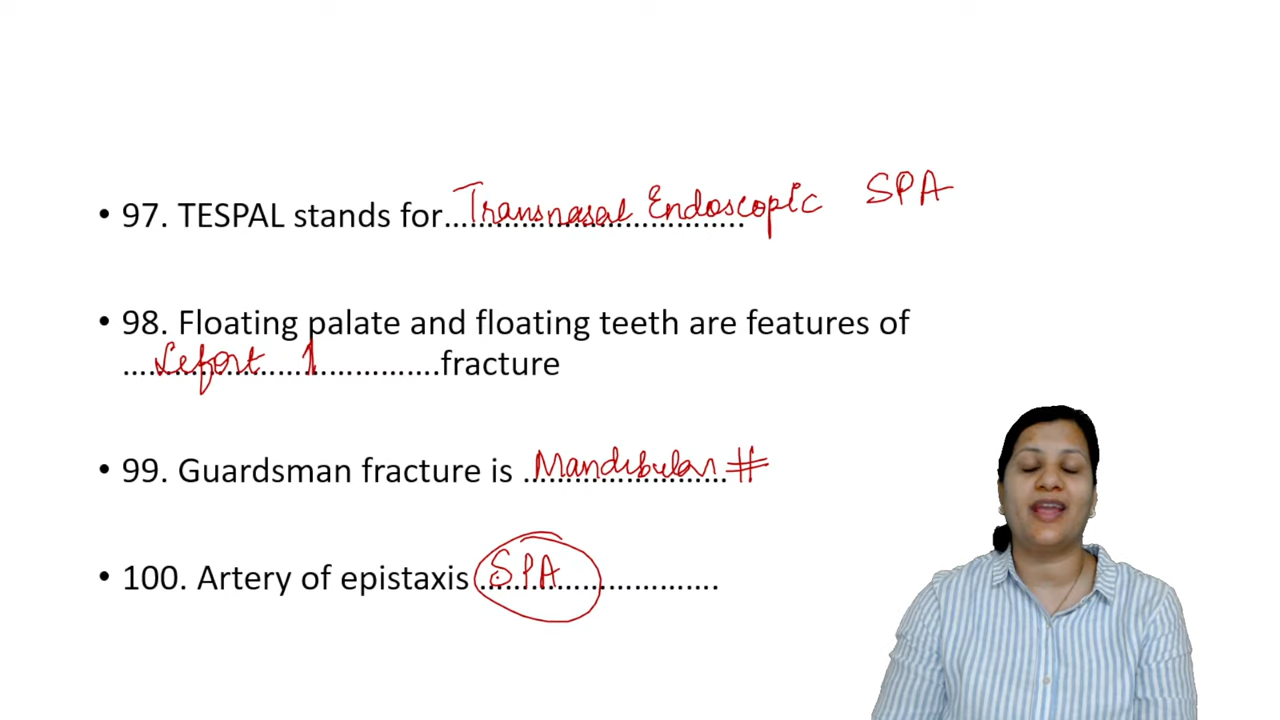 • 97. TESPAL stands for Transnasal Endoscopic SPA
• 98. Floating palate and floating teeth are features of
Lefort 1 fracture
• 99. Guardsman fracture is Mandibular #
• 100. Artery of epistaxis SPA